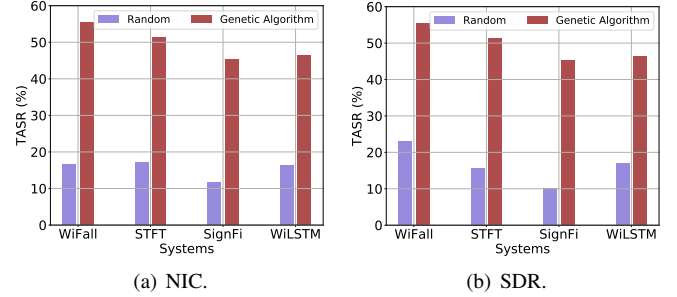 60
50
40
30
20
10
0
TASR (%)
Random
Genetic Algorithm
WiFall STFT SignFi WiLSTM
Systems
(a) NIC.
60
50
40
30
20
10
0
TASR (%)
Random
Genetic Algorithm
WiFall STFT SignFi WiLSTM
Systems
(b) SDR.